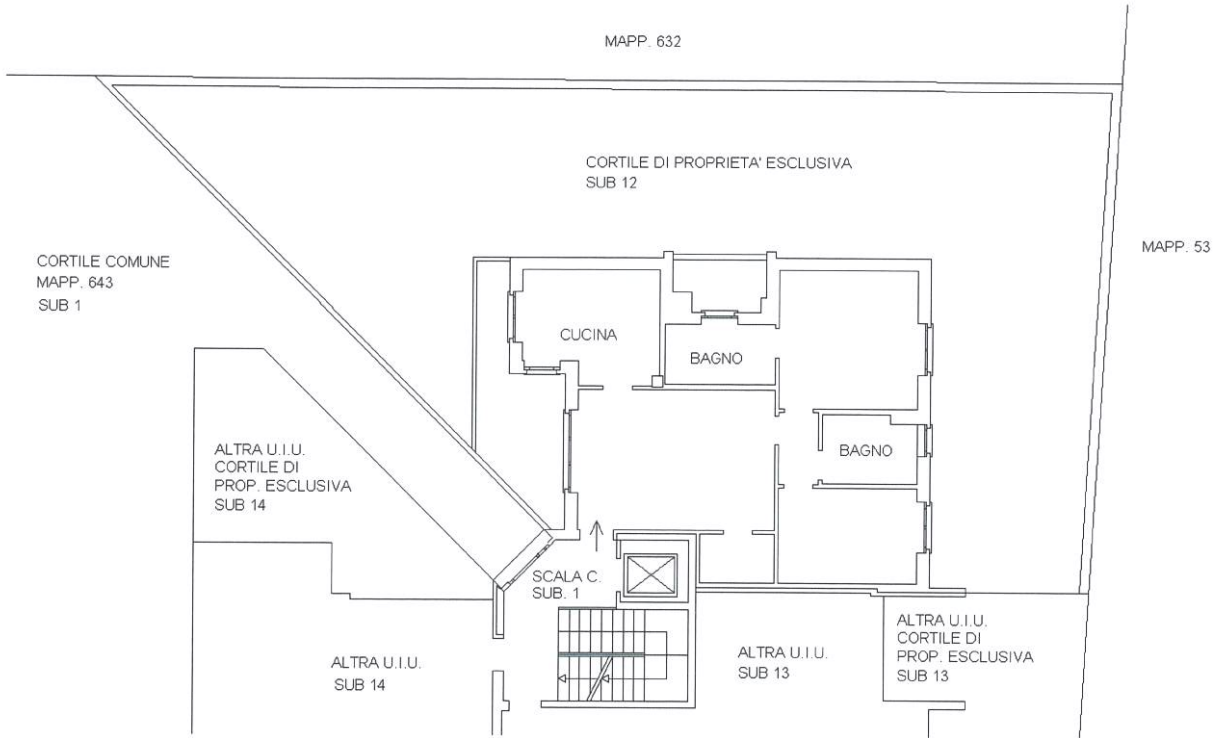 MAPP. 632
CORTILE DI PROPRIETA' ESCLUSIVA
SUB 12
MAPP. 53
CORTILE COMUNE
MAPP. 643
SUB 1
CUCINA
BAGNO
BAGNO
ALTRA U.I.U.
CORTILE DI
PROP. ESCLUSIVA
SUB 14
SCALA C.
SUB. 1
ALTRA U.I.U.
SUB 14
ALTRA U.I.U.
SUB 13
ALTRA U.I.U.
CORTILE DI
PROP. ESCLUSIVA
SUB 13